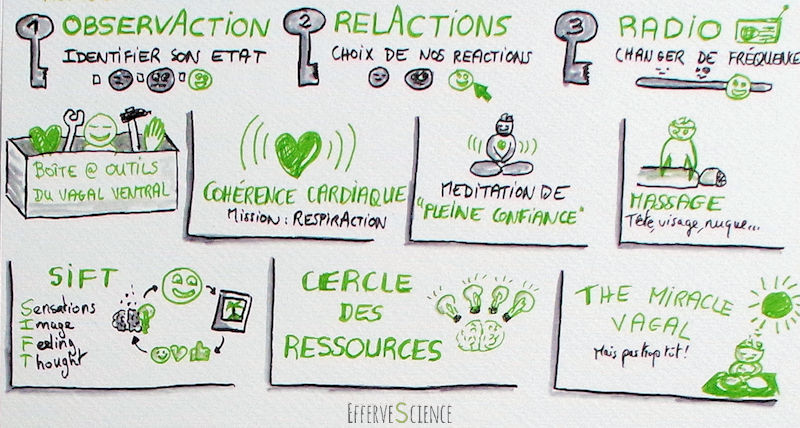 1 OBSERVACTION
IDENTIFIER SON ETAT
2 RELACTIONS
CHOIX DE NOS REACTIONS
3 RADIO
CHANGER DE FRÉQUENCE
BOÎTE @ OUTILS
DU VAGAL VENTRAL
COHÉRENCE CARDIAQUE
Mission : RESPIRACTION
MEDITATION DE
"PLEINE CONFIANCE"
MASSAGE
Tête, visage, nuque...
SIFT
Sensations
Image
Feeling
Thought
CERCLE
DES
RESSOURCES
THE MIRACLE
VAGAL
Mais pas trop tôt!
EFFERVESCIENCE